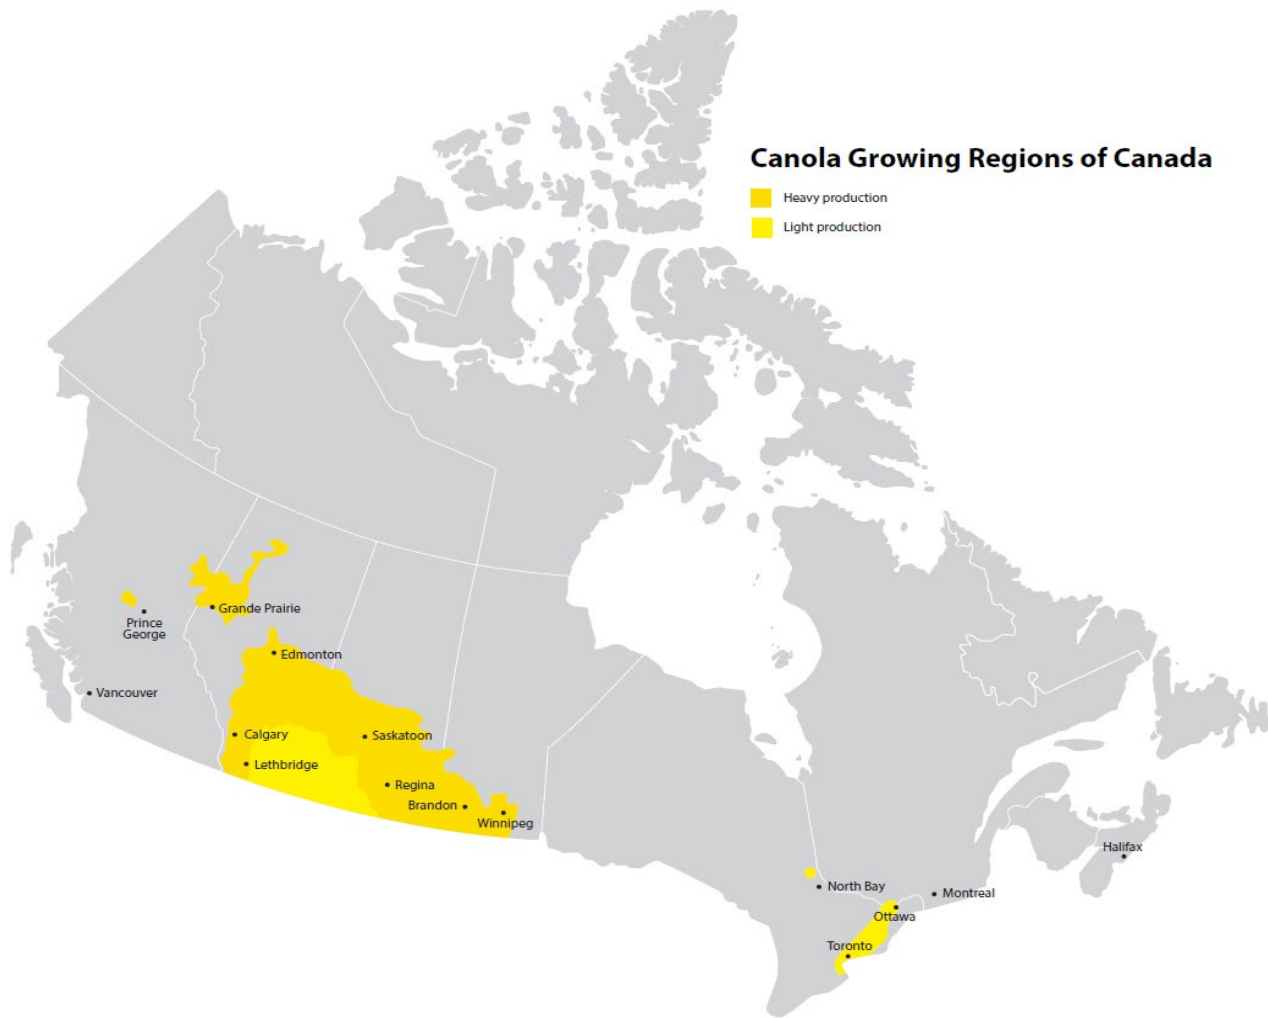 Canola Growing Regions of Canada
Heavy production
Light production
Grande Prairie
Prince
George
Edmonton
Vancouver
Calgary
Saskatoon
Lethbridge
Regina
Brandon
Winnipeg
Halifax
North Bay
Montreal
Ottawa
Toronto